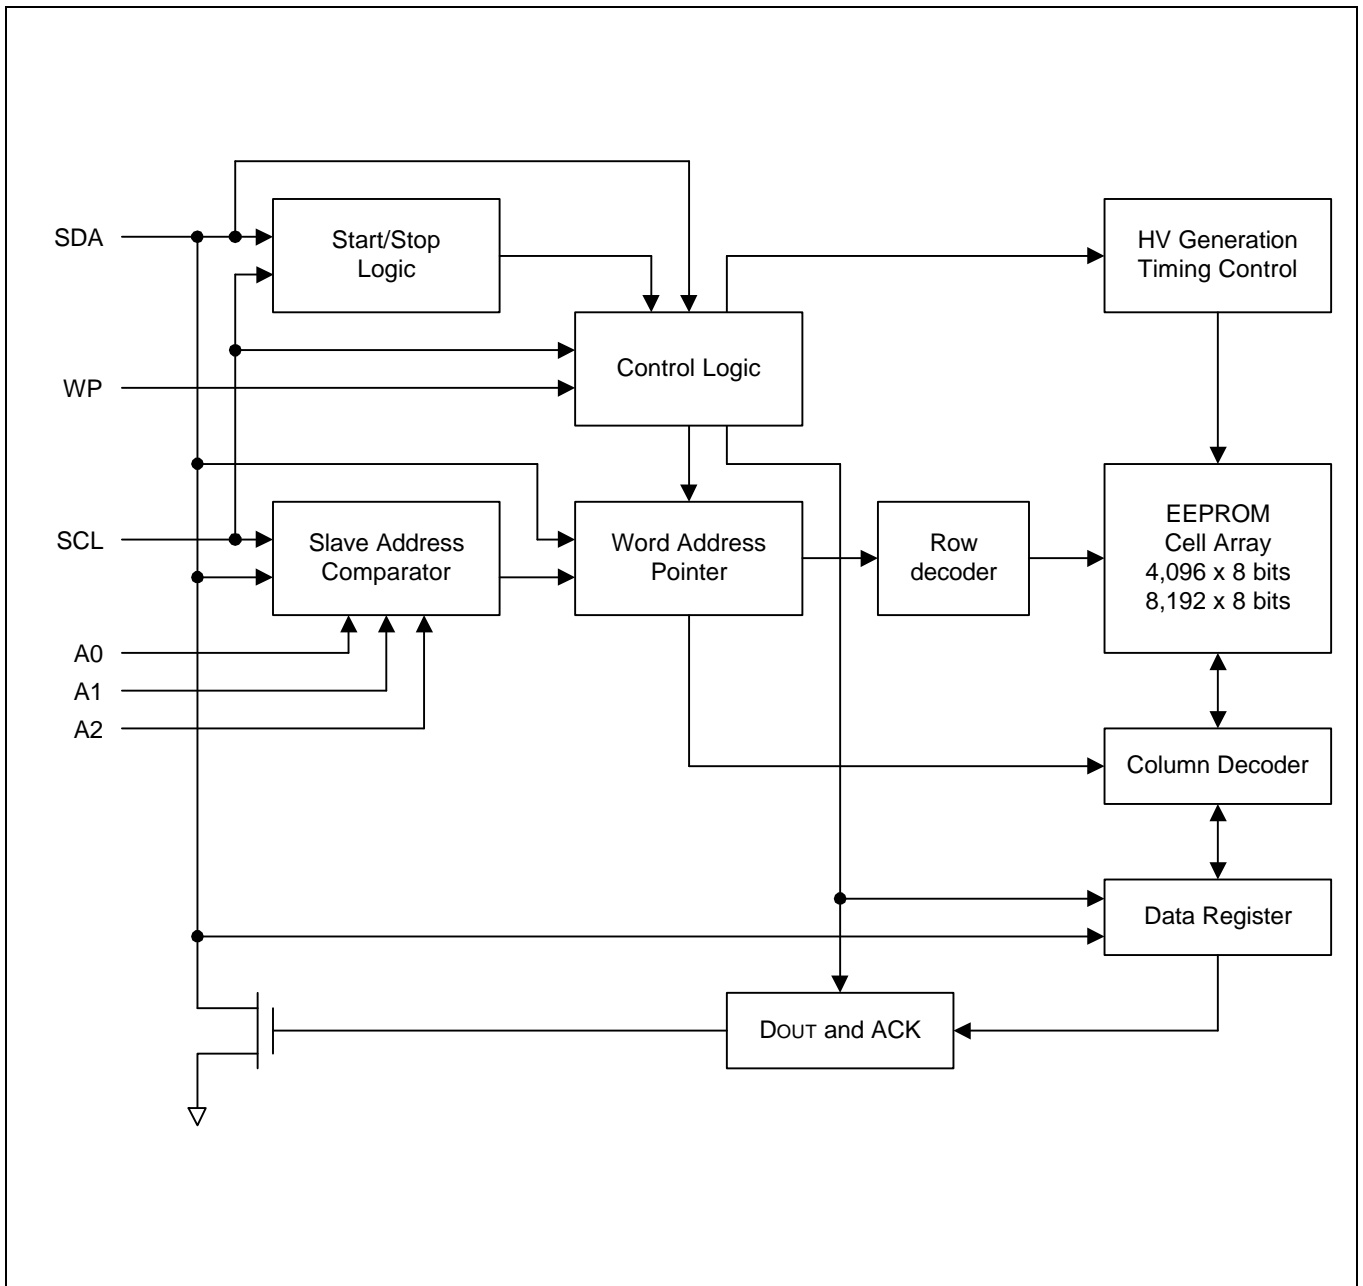 SDA
Start/Stop
Logic
HV Generation
Timing Control
WP
Control Logic
SCL
Slave Address
Comparator
Word Address
Pointer
Row
decoder
EEPROM
Cell Array
4,096 x 8 bits
8,192 x 8 bits
A0
A1
A2
Column Decoder
Data Register
DOUT and ACK